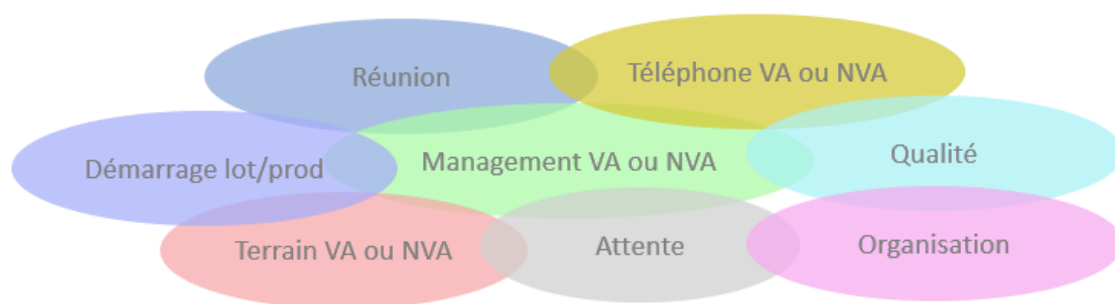 Réunion
Téléphone VA ou NVA
Démarrage lot/prod
Management VA ou NVA
Qualité
Terrain VA ou NVA
Attente
Organisation